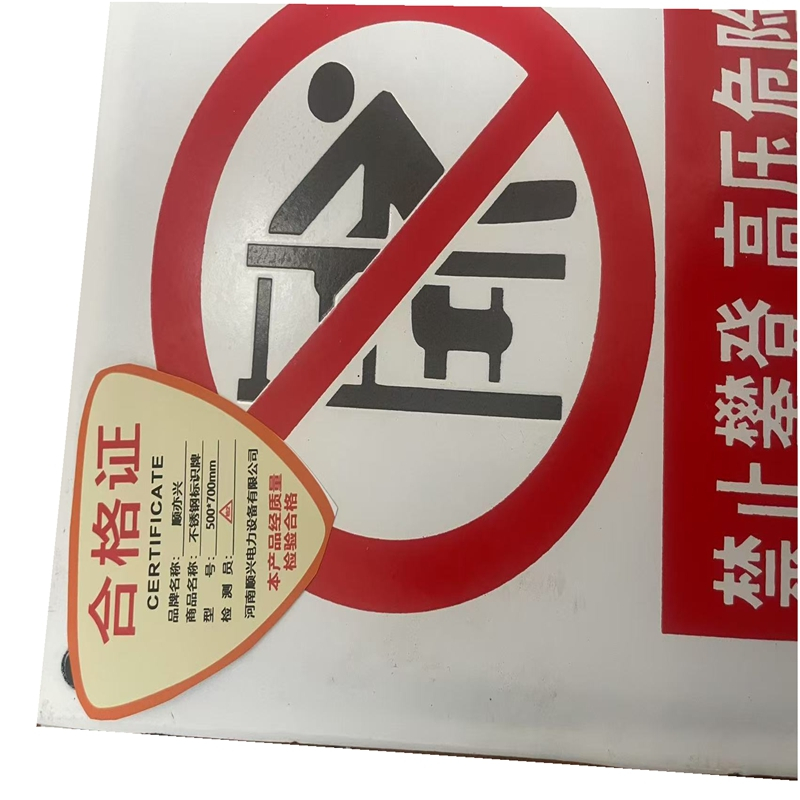 禁止攀登 高压危险
合格证
CERTIFICATE
品牌名称: 顺亦兴
商品名称: 不锈钢标识牌
型 号: 500*700mm
检 测 员:
河南顺兴电力设备有限公司
本产品经质量
检验合格